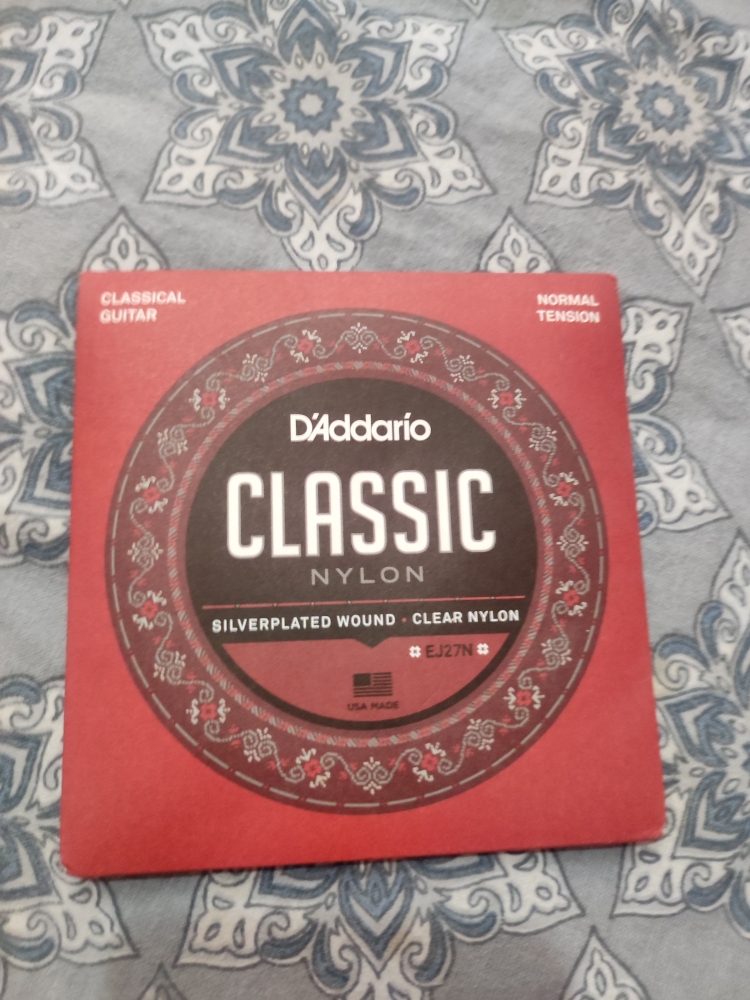 CLASSICAL
GUITAR
NORMAL
TENSION
D'Addario
CLASSIC
NYLON
SILVERPLATED WOUND • CLEAR NYLON
EJ27N
USA MADE